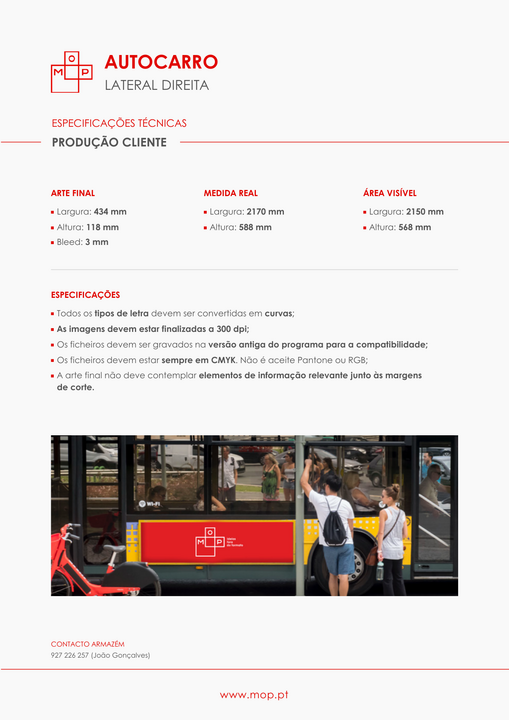 M O P
AUTOCARRO
LATERAL DIREITA
ESPECIFICAÇÕES TÉCNICAS
PRODUÇÃO CLIENTE
ARTE FINAL
Largura: 434 mm
Altura: 118 mm
Bleed: 3 mm
MEDIDA REAL
Largura: 2170 mm
Altura: 588 mm
ÁREA VISÍVEL
Largura: 2150 mm
Altura: 568 mm
ESPECIFICAÇÕES
Todos os tipos de letra devem ser convertidas em curvas;
As imagens devem estar finalizadas a 300 dpi;
Os ficheiros devem ser gravados na versão antiga do programa para a compatibilidade;
Os ficheiros devem estar sempre em CMYK. Não é aceite Pantone ou RGB;
A arte final não deve contemplar elementos de informação relevante junto às margens
de corte.
Wi-Fi
M O P
CONTACTO ARMAZÉM
927 226 257 (João Gonçalves)
www.mop.pt